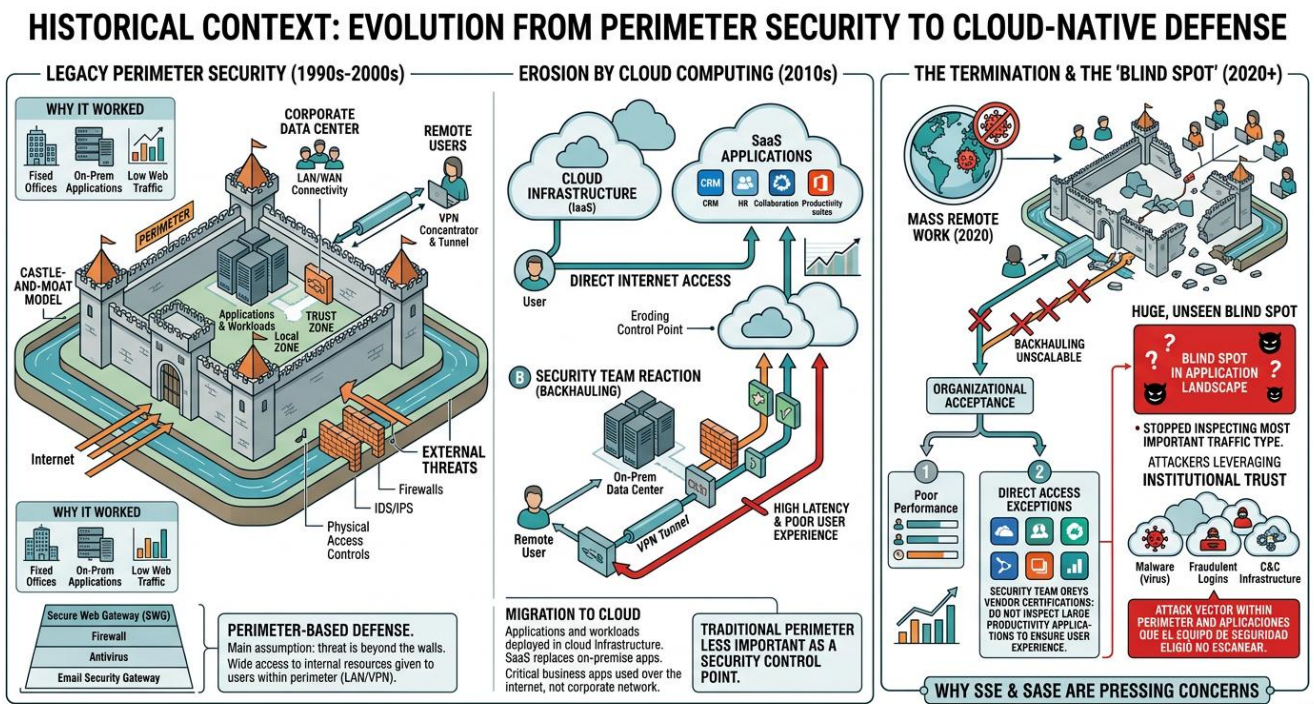 HISTORICAL CONTEXT: EVOLUTION FROM PERIMETER SECURITY TO CLOUD-NATIVE DEFENSE
LEGACY PERIMETER SECURITY (1990s-2000s)
WHY IT WORKED
Fised
Offices
On-Prem
Applications
Low Web
Traffic
CORPORATE
DATA CENTER
LAN/WAN
Connectivity
REMOTE
USERS
VPN
Concentrator
& Tunnel
PERIMETER
CASTLE-
AND-MOAT
MODEL
Applications
& Workloads
TRUST
ZONE
Local
ZONE
Internet
EXTERNAL
THREATS
Firewalls
IDS/IPS
Physical
Access
Controls
WHY IT WORKED
Fixed
Offices
On-Prem
Applications
Low Web
Traffic
Secure Web Gateway (SWG)
Firewall
Antivirus
Email Security Gateway
PERIMETER-BASED DEFENSE.
Main assumption: threat is beyond the walls.
Wide access to internal resources given to
users within perimeter (LAN/VPN).
EROSION BY CLOUD COMPUTING (2010s)
CLOUD
INFRASTRUCTURE
(IaaS)
SaaS
APPLICATIONS
CRM
CRM
HR
Collaboration
Productivity
suites
User
DIRECT INTERNET ACCESS
Eroding
Control Point
B SECURITY TEAM REACTION
(BACKHAULING)
On-Prem
Data Center
Remote
User
VPN Tunnel
HIGH LATENCY
& POOR USER
EXPERIENCE
MIGRATION TO CLOUD
Applications and workloads
deployed in cloud Infrastructure.
SaaS replaces on-premise apps.
Critical business apps used over the
internet, not corporate network.
TRADITIONAL PERIMETER
LESS IMPORTANT AS A
SECURITY CONTROL
POINT.
THE TERMINATION & THE 'BLIND SPOT' (2020+)
MASS REMOTE
WORK (2020)
BACKHAULING
UNSCALABLE
ORGANIZATIONAL
ACCEPTANCE
1
Poor
Performance
2
DIRECT ACCESS
EXCEPTIONS
SECURITY TEAM OREYS
VENDOR CERTIFICATIONS:
DO NOT INSPECT LARGE
PRODUCTIVITY APPLICA-
TIONS TO ENSURE USER
EXPERIENCE.
HUGE, UNSEEN BLIND SPOT
? ? ? ?
BLIND SPOT
IN APPLICATION
LANDSCAPE
• STOPPED INSPECTING MOST
IMPORTANT TRAFFIC TYPE.
ATTACKERS LEVERAGING
INSTITUTIONAL TRUST
Malware
(Virus)
Fraudulent
Logins
C&C
Infrastructure
ATTACK VECTOR WITHIN
PERIMETER AND APLICACIONES
QUE EL EQUIPO DE SEGURIDAD
ELIGIÓ NO ESCANEAR.
WHY SSE & SASE ARE PRESSING CONCERNS